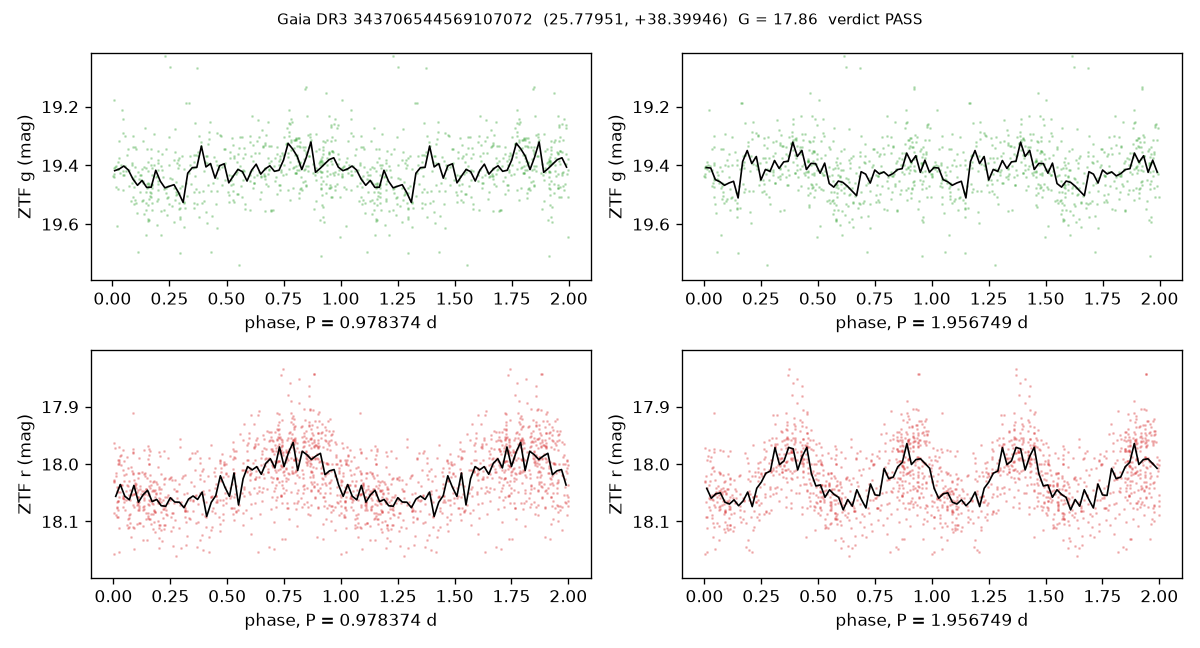 Gaia DR3 343706544569107072  (25.77951, +38.39946)  G = 17.86  verdict PASS
ZTF g (mag)
19.2
19.4
19.6
0.00 0.25 0.50 0.75 1.00 1.25 1.50 1.75 2.00
phase, P = 0.978374 d
ZTF g (mag)
19.2
19.4
19.6
0.00 0.25 0.50 0.75 1.00 1.25 1.50 1.75 2.00
phase, P = 1.956749 d
ZTF r (mag)
17.9
18.0
18.1
0.00 0.25 0.50 0.75 1.00 1.25 1.50 1.75 2.00
phase, P = 0.978374 d
ZTF r (mag)
17.9
18.0
18.1
0.00 0.25 0.50 0.75 1.00 1.25 1.50 1.75 2.00
phase, P = 1.956749 d